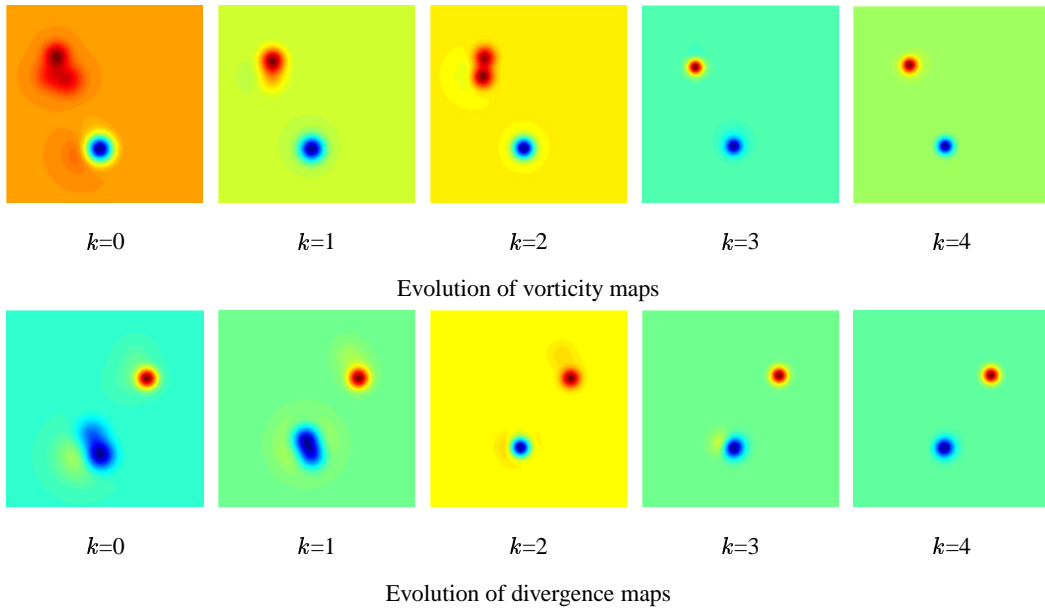 k=0 k=1 k=2 k=3 k=4
Evolution of vorticity maps
k=0 k=1 k=2 k=3 k=4
Evolution of divergence maps